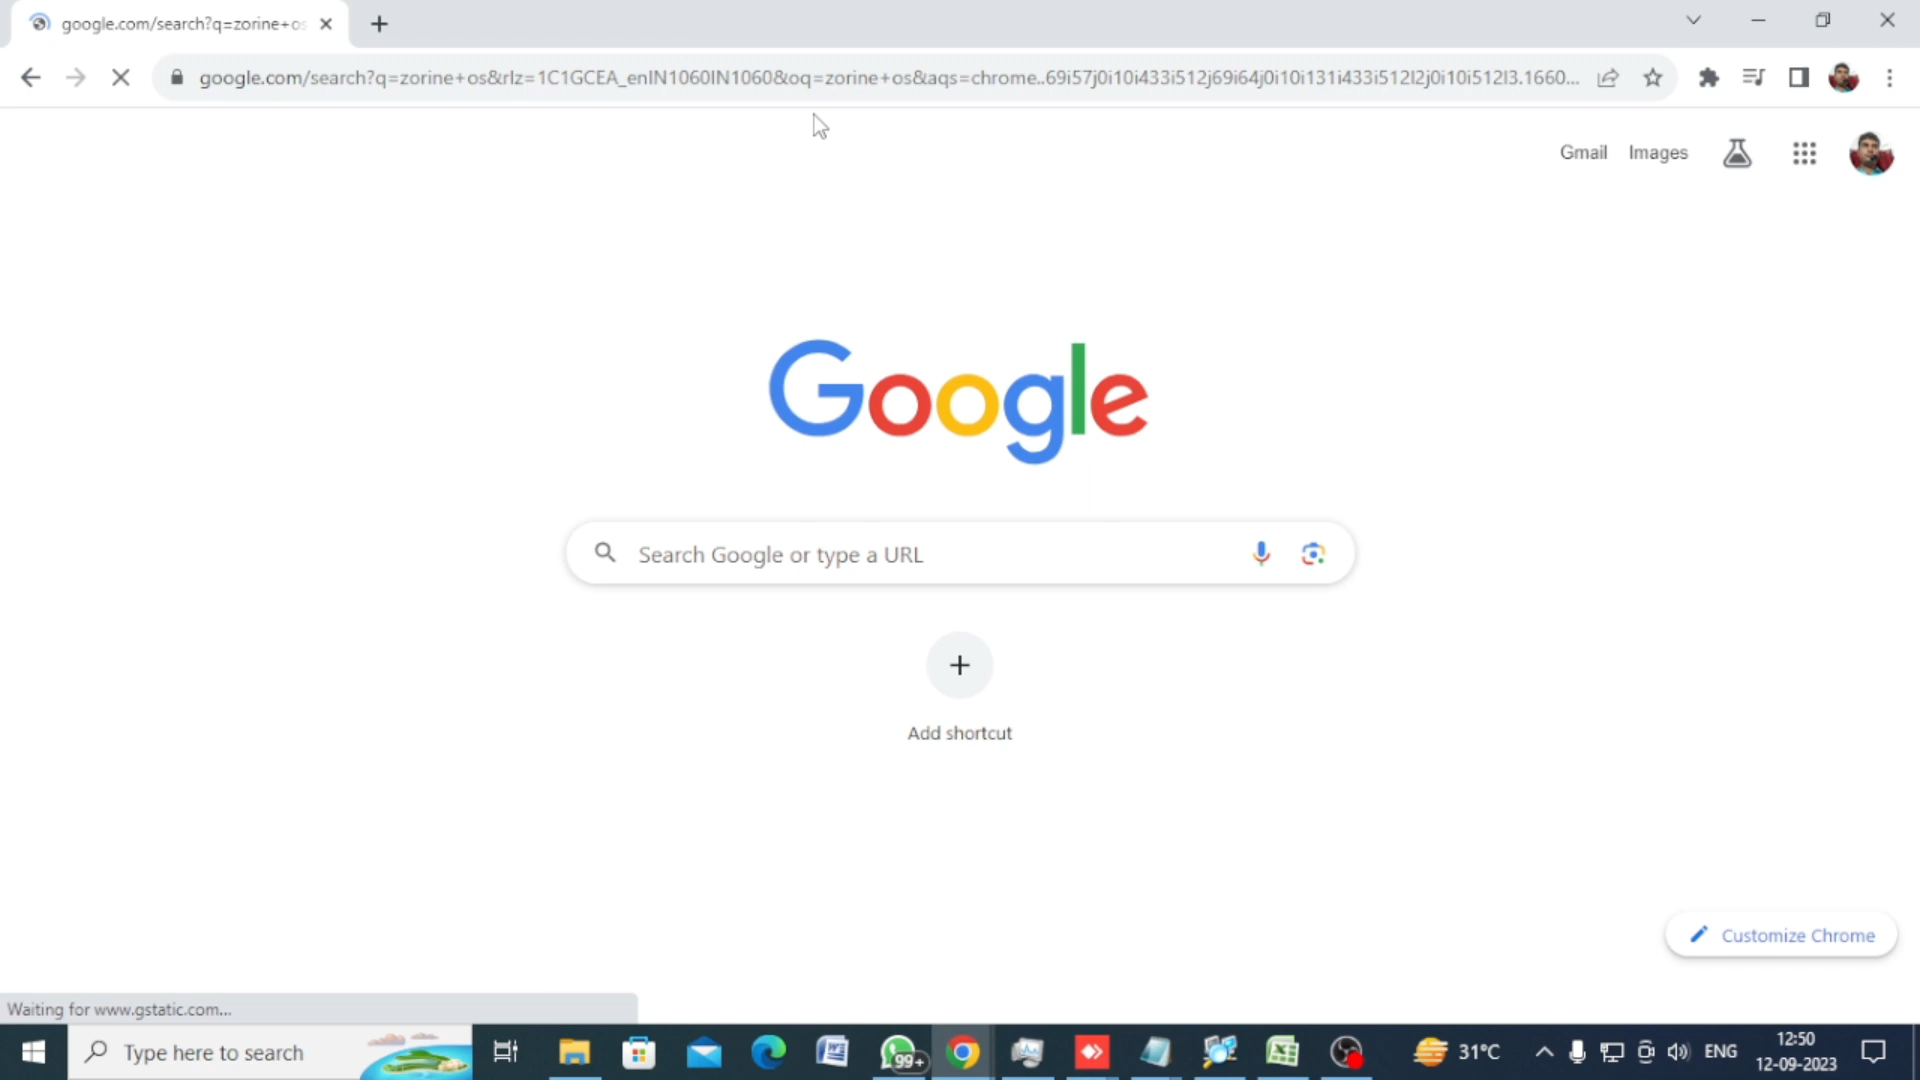 google.com/search?q=zorine+os
google.com/search?q=zorine+os&rlz=1C1GCEA_enIN1060IN1060&oq=zorine+os&aqs=chrome..69i57j0i10i433i512j69i64j0i10i131i433i512l2j0i10i512l3.1660...
Gmail Images
Google
Search Google or type a URL
Add shortcut
Customize Chrome
Waiting for www.gstatic.com...
Type here to search
99+
31°C
ENG
12:50
12-09-2023